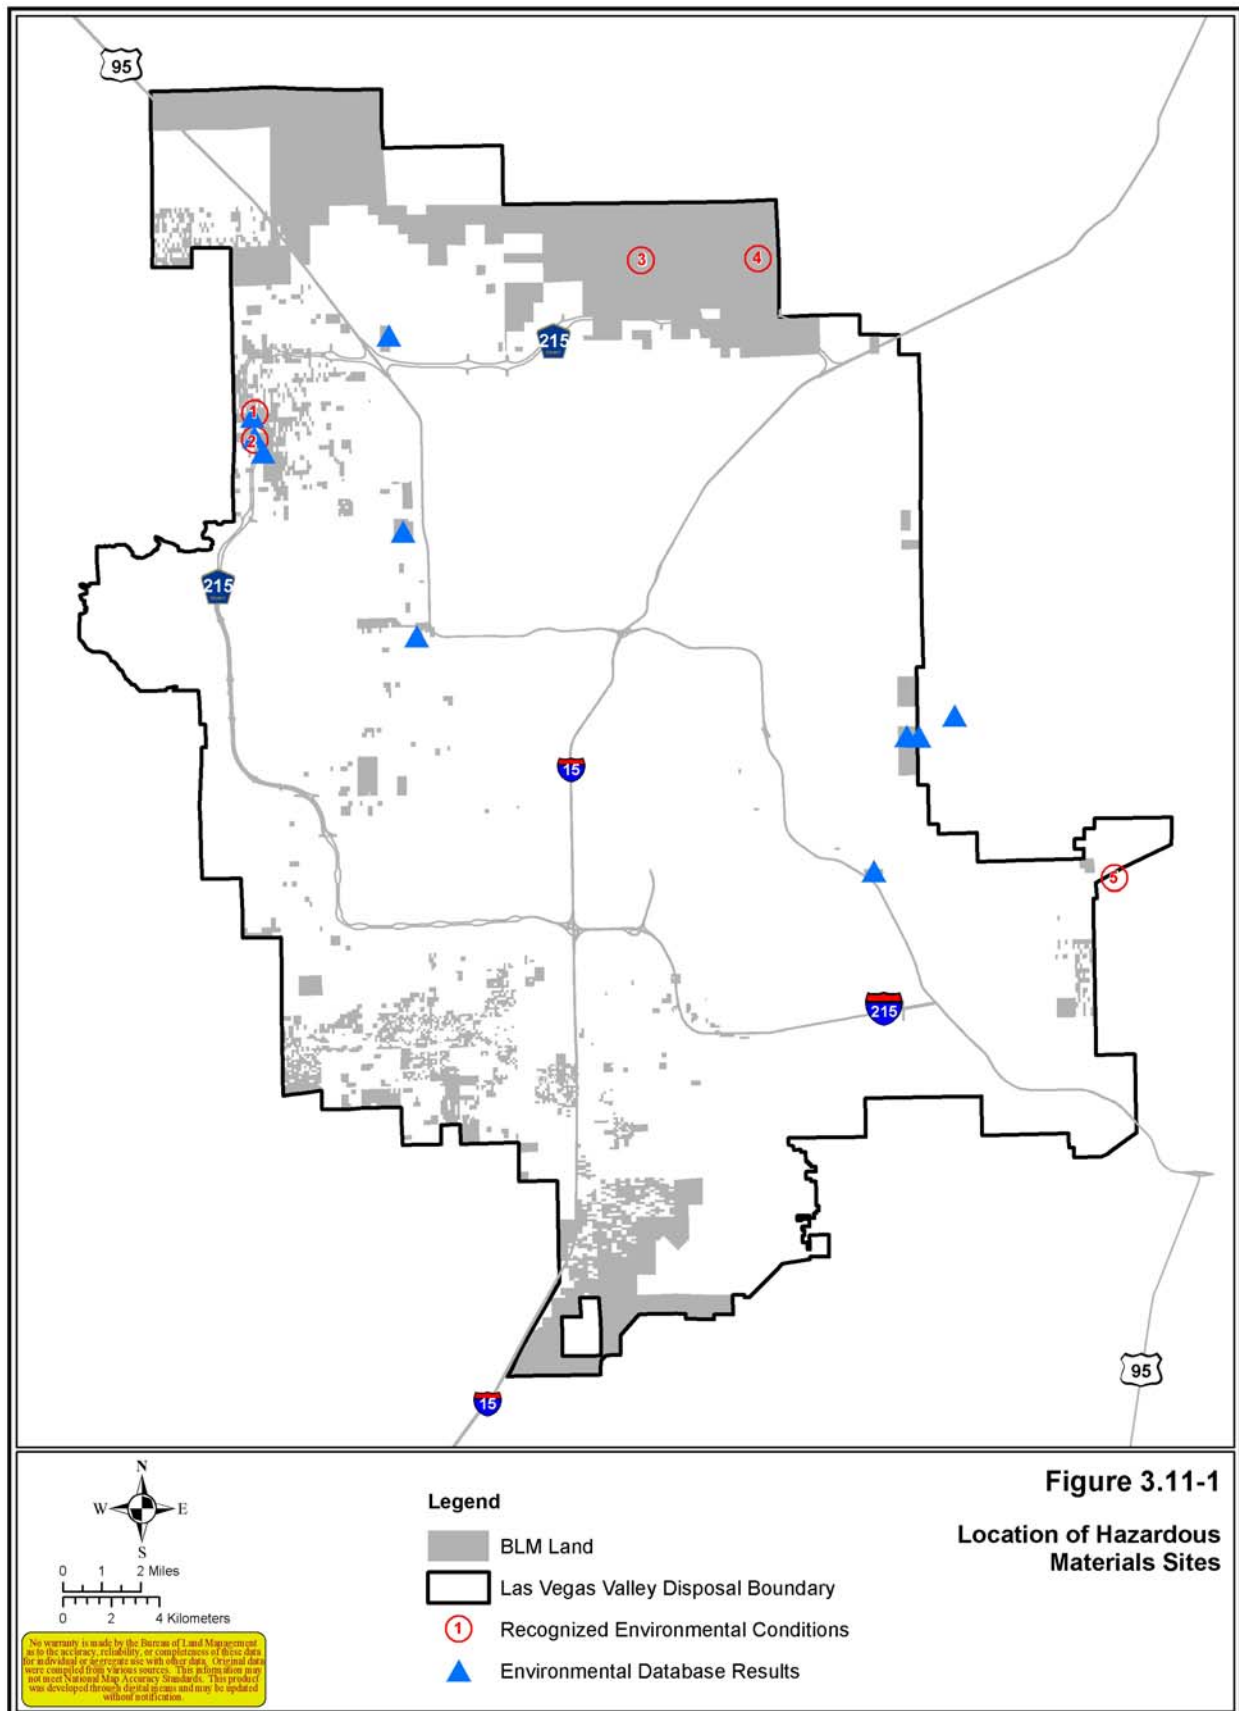 95
3
4
215
1
2
215
15
5
215
95
15
N
W E
S
0 1 2 Miles
0 2 4 Kilometers
No warranty is made by the Bureau of Land Management
as to the accuracy, reliability, or completeness of these data
for individual or aggregate use with other data. Original data
were compiled from various sources. This information may
not meet National Map Accuracy Standards. This product
was developed through digital means and may be updated
without notification.
Legend
BLM Land
Las Vegas Valley Disposal Boundary
1 Recognized Environmental Conditions
Environmental Database Results
Figure 3.11-1
Location of Hazardous
Materials Sites